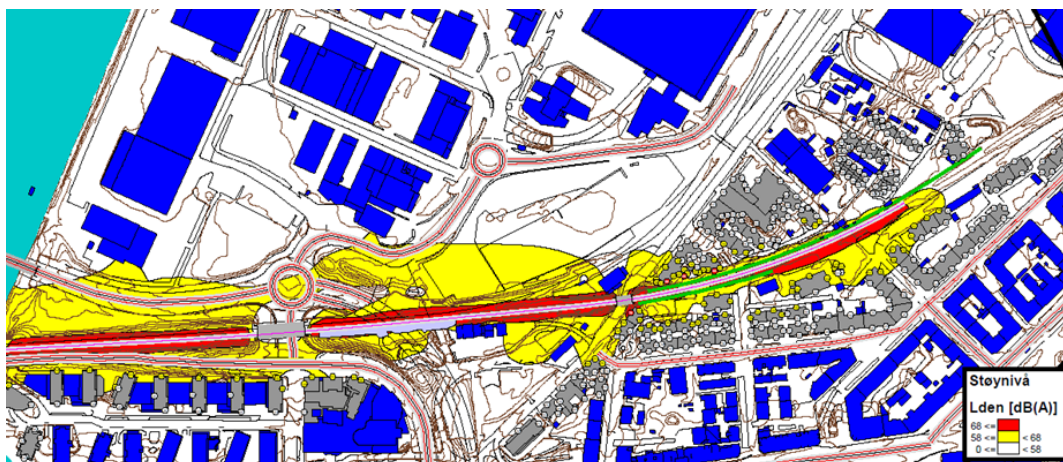 Støynivå
Lden [dB(A)]
68 <=
58 <= < 68
0 <= < 58